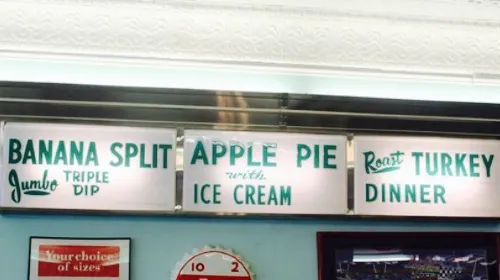 BANANA SPLIT
Jumbo TRIPLE DIP
APPLE PIE
with
ICE CREAM
Roast TURKEY
DINNER
Your choice
of sizes
10 2